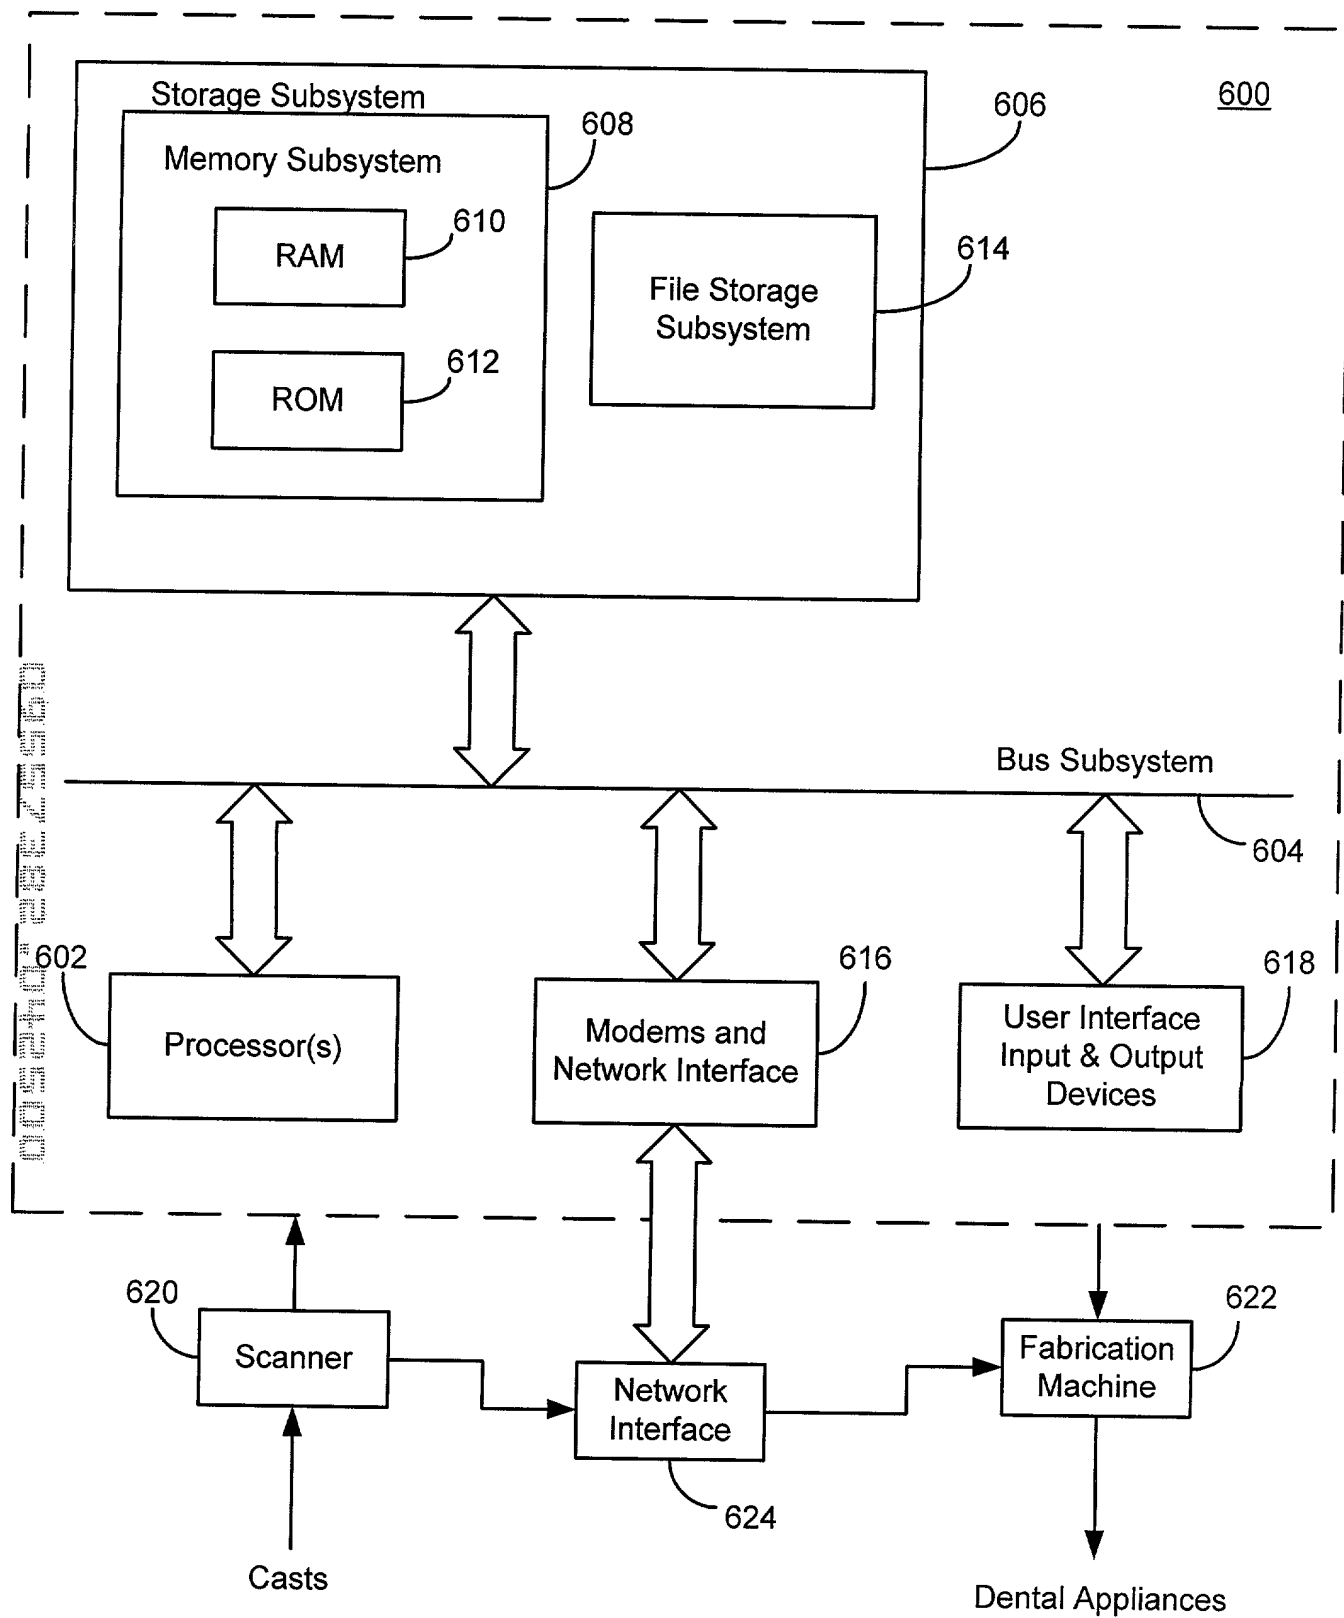 Storage Subsystem
606
600
608
Memory Subsystem
610
RAM
614
File Storage
Subsystem
612
ROM
Bus Subsystem
604
602
616
618
Processor(s)
Modems and
Network Interface
User Interface
Input & Output
Devices
620
Scanner
622
Fabrication
Machine
Network
Interface
624
Casts
Dental Appliances